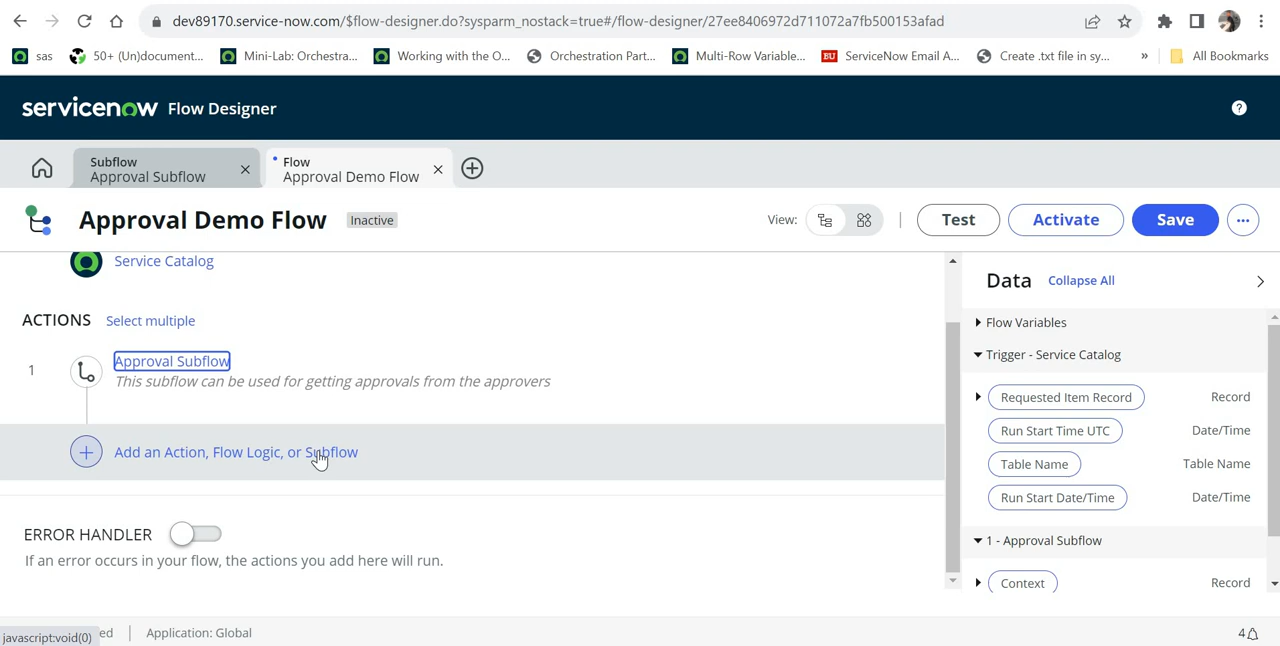 dev89170.service-now.com/$flow-designer.do?sysparm_nostack=true#/flow-designer/27ee8406972d711072a7fb500153afad
sas 50+ (Un)document... Mini-Lab: Orchestra... Working with the O... Orchestration Part... Multi-Row Variable... BU ServiceNow Email A... Create .txt file in sy... » All Bookmarks
servicenow Flow Designer ?
Subflow
Approval Subflow
Flow
Approval Demo Flow
Approval Demo Flow Inactive View: Test Activate Save ...
Service Catalog
ACTIONS Select multiple
1 Approval Subflow
This subflow can be used for getting approvals from the approvers
Add an Action, Flow Logic, or Subflow
ERROR HANDLER
If an error occurs in your flow, the actions you add here will run.
Data Collapse All
Flow Variables
Trigger - Service Catalog
Requested Item Record Record
Run Start Time UTC Date/Time
Table Name Table Name
Run Start Date/Time Date/Time
1 - Approval Subflow
Context Record
javascript:void(0) ed Application: Global 4